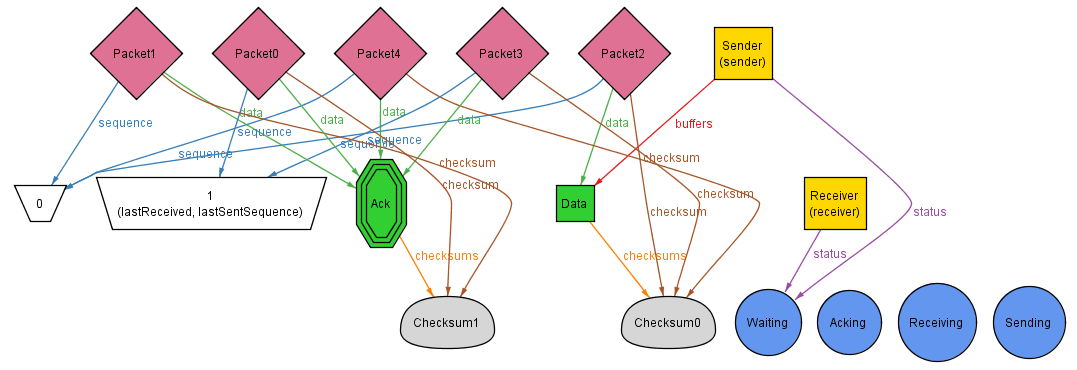 Packet1
Packet0
Packet4
Packet3
Packet2
Sender
(sender)
data
data
data
data
data
buffers
sequence
sequence
sequence
sequence
sequence
checksum
checksum
checksum
checksum
checksum
0
1
(lastReceived, lastSentSequence)
Ack
Data
Receiver
(receiver)
status
status
checksums
checksums
Checksum1
Checksum0
Waiting
Acking
Receiving
Sending